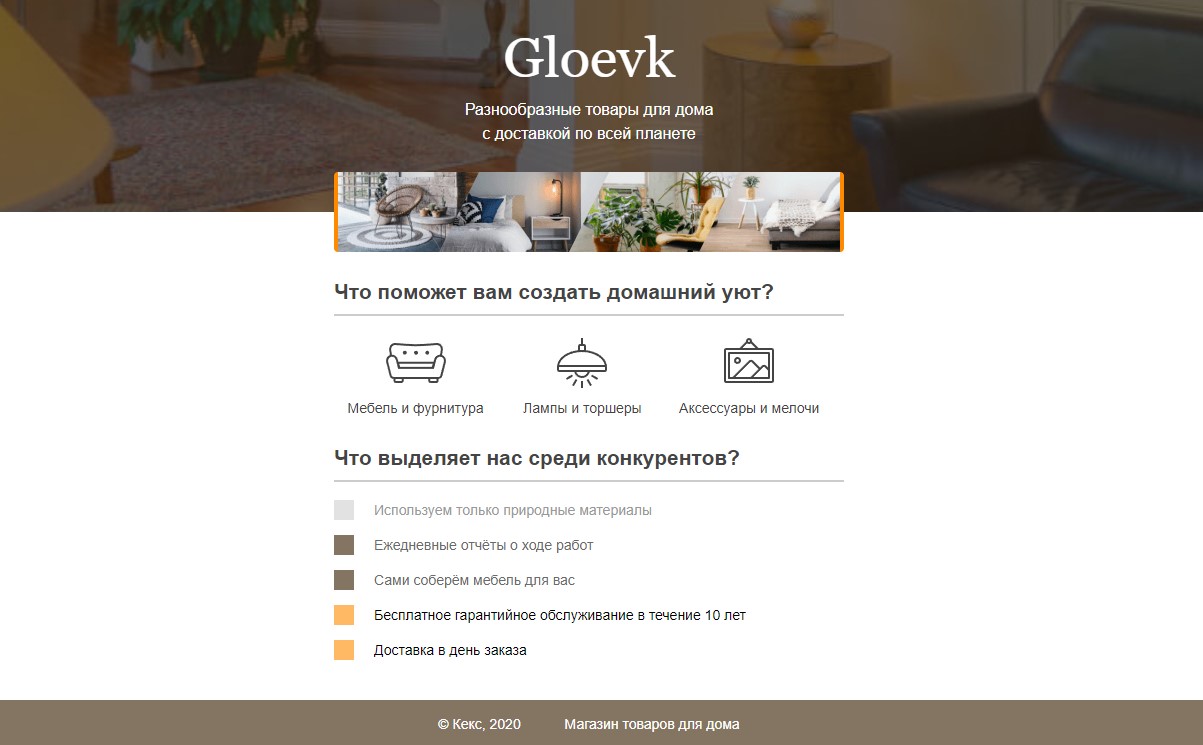 Gloevk
Разнообразные товары для дома
с доставкой по всей планете
Что поможет вам создать домашний уют?
Мебель и фурнитура
Лампы и торшеры
Аксессуары и мелочи
Что выделяет нас среди конкурентов?
Используем только природные материалы
Ежедневные отчёты о ходе работ
Сами соберём мебель для вас
Бесплатное гарантийное обслуживание в течение 10 лет
Доставка в день заказа
© Кекс, 2020
Магазин товаров для дома